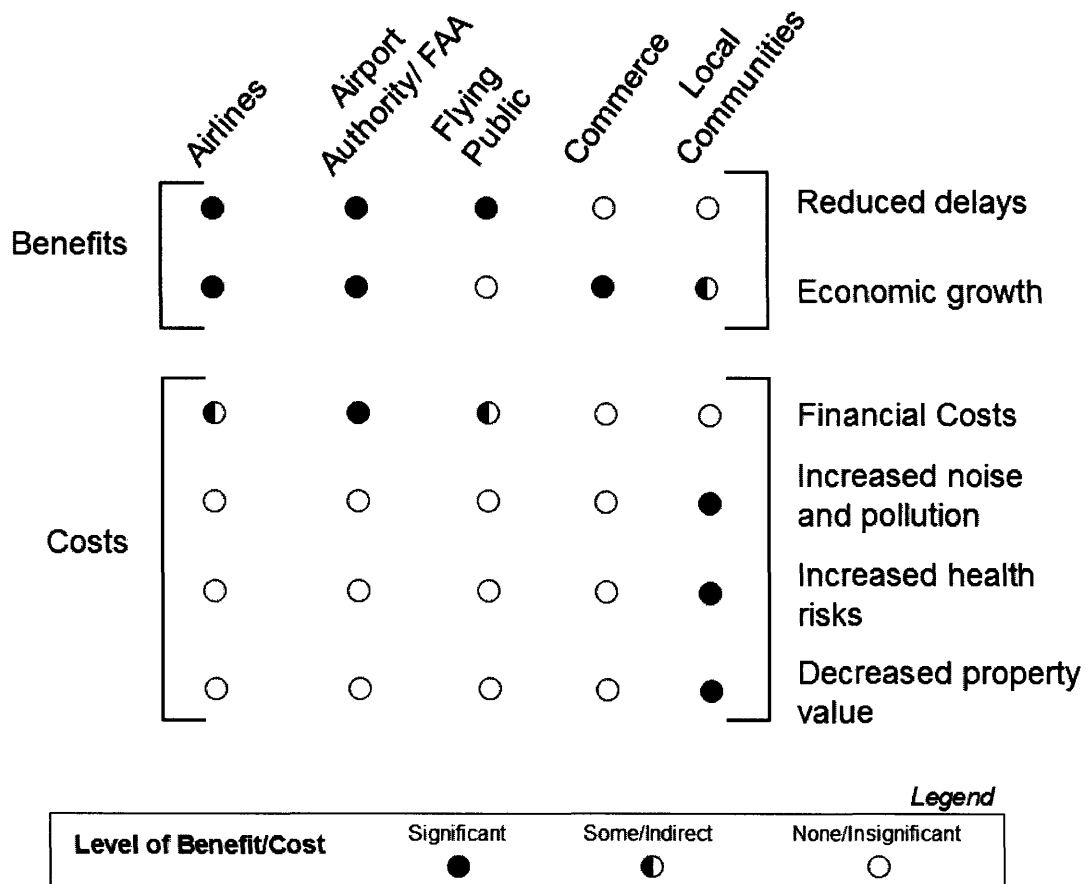 Airlines
Airport
Authority/ FAA
Flying
Public
Commerce
Local
Communities
Benefits
Reduced delays
Economic growth
Costs
Financial Costs
Increased noise
and pollution
Increased health
risks
Decreased property
value
Legend
Level of Benefit/Cost
Significant
Some/Indirect
None/Insignificant